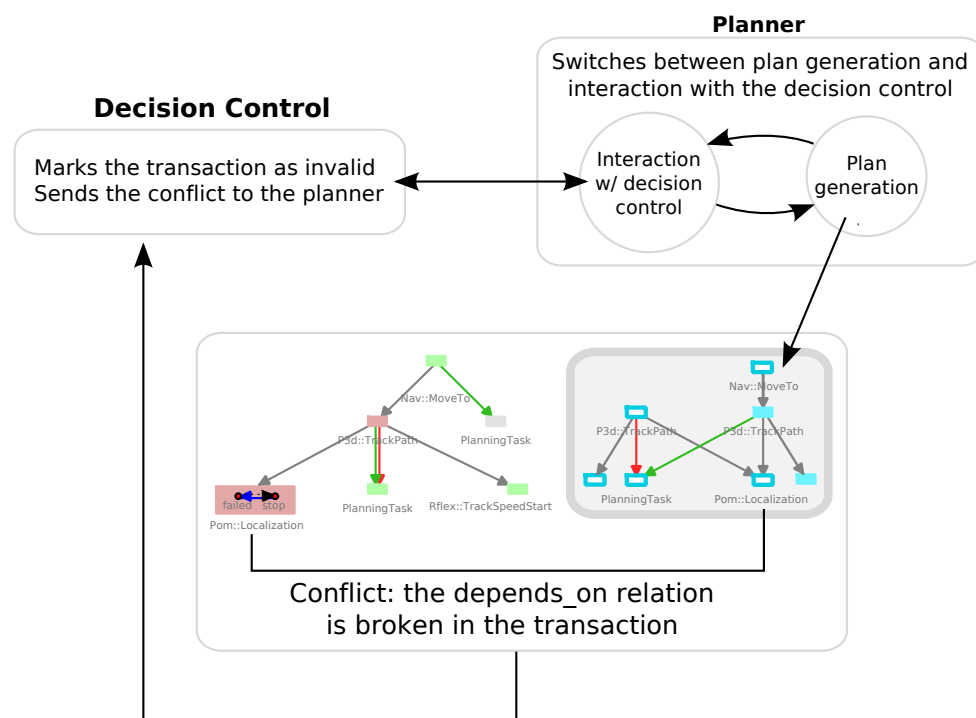 Planner
Switches between plan generation and
interaction with the decision control
Interaction
w/ decision
control
Plan
generation
Decision Control
Marks the transaction as invalid
Sends the conflict to the planner
Nav::MoveTo
P3d::TrackPath
PlanningTask
failed stop
Pom::Localization
PlanningTask
Rflex::TrackSpeedStart
Nav::MoveTo
P3d::TrackPath
P3d::TrackPath
PlanningTask
Pom::Localization
Conflict: the depends_on relation
is broken in the transaction